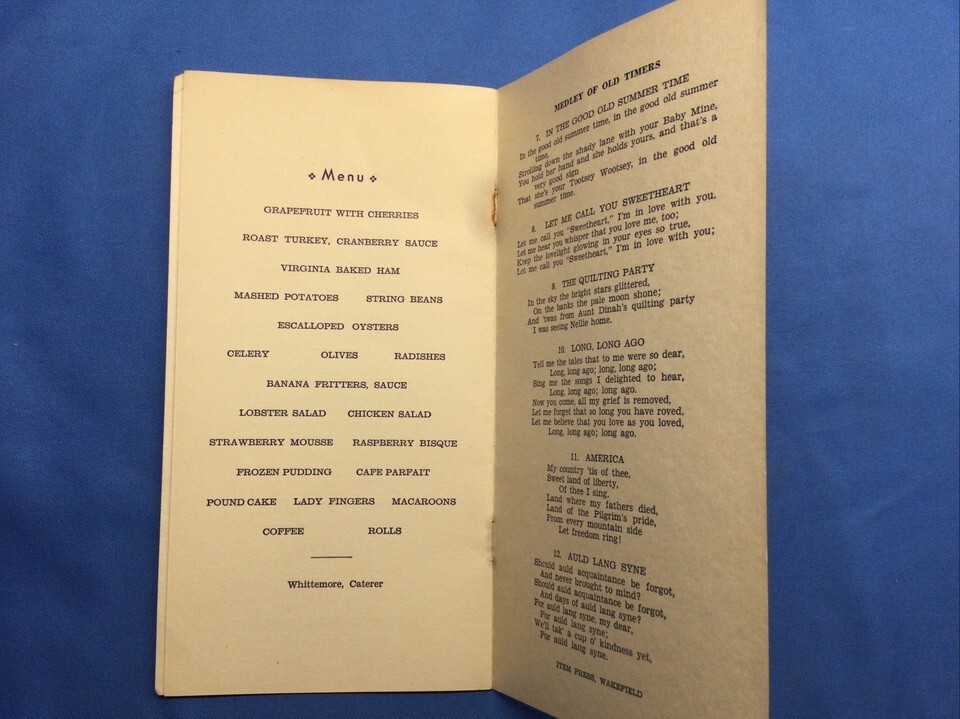 Menu
GRAPEFRUIT WITH CHERRIES
ROAST TURKEY, CRANBERRY SAUCE
VIRGINIA BAKED HAM
MASHED POTATOES STRING BEANS
ESCALLOPED OYSTERS
CELERY OLIVES RADISHES
BANANA FRITTERS, SAUCE
LOBSTER SALAD CHICKEN SALAD
STRAWBERRY MOUSSE RASPBERRY BISQUE
FROZEN PUDDING CAFE PARFAIT
POUND CAKE LADY FINGERS MACAROONS
COFFEE ROLLS
Whittemore, Caterer
MEDLEY OF OLD TIMERS
7. IN THE GOOD OLD SUMMER TIME
In the good old summer time, in the good old summer
time,
Strolling down the shady lane with your Baby Mine,
You hold her hand and she holds yours, and that's a
very good sign
That she's your Tootsey Wootsey, in the good old
summer time.
8. LET ME CALL YOU SWEETHEART
Let me call you "Sweetheart," I'm in love with you.
Let me hear you whisper that you love me, too;
Keep the lovelight glowing in your eyes so true,
Let me call you "Sweetheart," I'm in love with you;
9. THE QUILTING PARTY
In the sky the bright stars glittered,
On the banks the pale moon shone;
And 'twas from Aunt Dinah's quilting party
I was seeing Nellie home.
10. LONG, LONG AGO
Tell me the tales that to me were so dear,
Long, long ago; long, long ago;
Sing me the songs I delighted to hear,
Long, long ago; long ago.
Now you come, all my grief is removed,
Let me forget that so long you have roved,
Let me believe that you love as you loved,
Long, long ago; long ago.
11. AMERICA
My country 'tis of thee,
Sweet land of liberty,
Of thee I sing.
Land where my fathers died,
Land of the Pilgrim's pride,
From every mountain side
Let freedom ring!
12. AULD LANG SYNE
Should auld acquaintance be forgot,
And never brought to mind?
Should auld acquaintance be forgot,
And days of auld lang syne?
For auld lang syne, my dear,
For auld lang syne;
We'll tak' a cup o' kindness yet,
For auld lang syne.
ITEM PRESS, WAKEFIELD